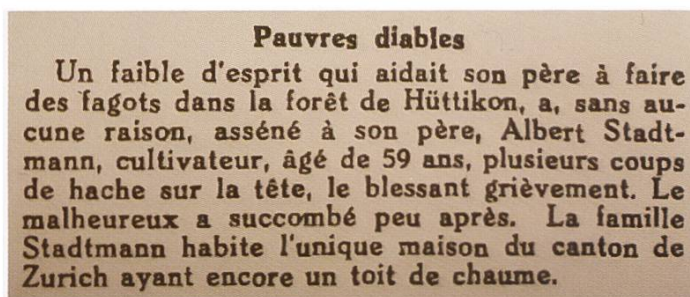 Pauvres diables
Un faible d'esprit qui aidait son père à faire
des fagots dans la forêt de Hüttikon, a, sans au-
cune raison, asséné à son père, Albert Stadt-
mann, cultivateur, âgé de 59 ans, plusieurs coups
de hache sur la tête, le blessant grièvement. Le
malheureux a succombé peu après. La famille
Stadtmann habite l'unique maison du canton de
Zurich ayant encore un toit de chaume.